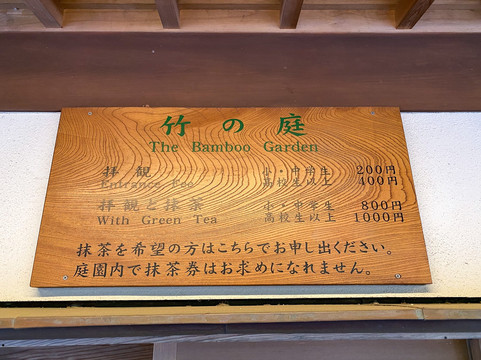 竹の庭
The Bamboo Garden
拝観 小・中学生 200円
Entrance Fee 高校生以上 400円
拝観と抹茶 小・中学生 800円
With Green Tea 高校生以上 1000円
抹茶を希望の方はこちらでお申し出ください。
庭園内で抹茶券はお求めになれません。